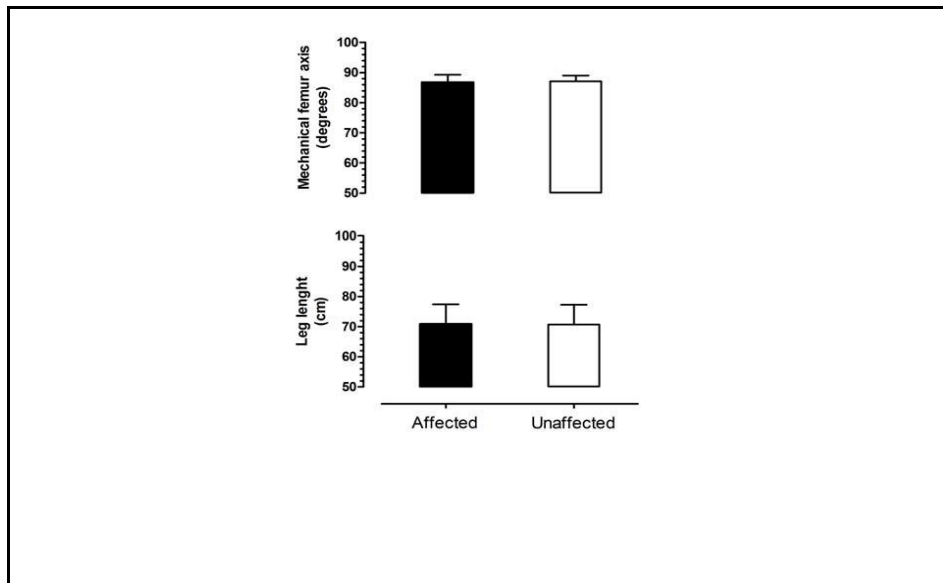 Mechanical femur axis
(degrees)
100
90
80
70
60
50
Leg lenght
(cm)
100
90
80
70
60
50
Affected Unaffected